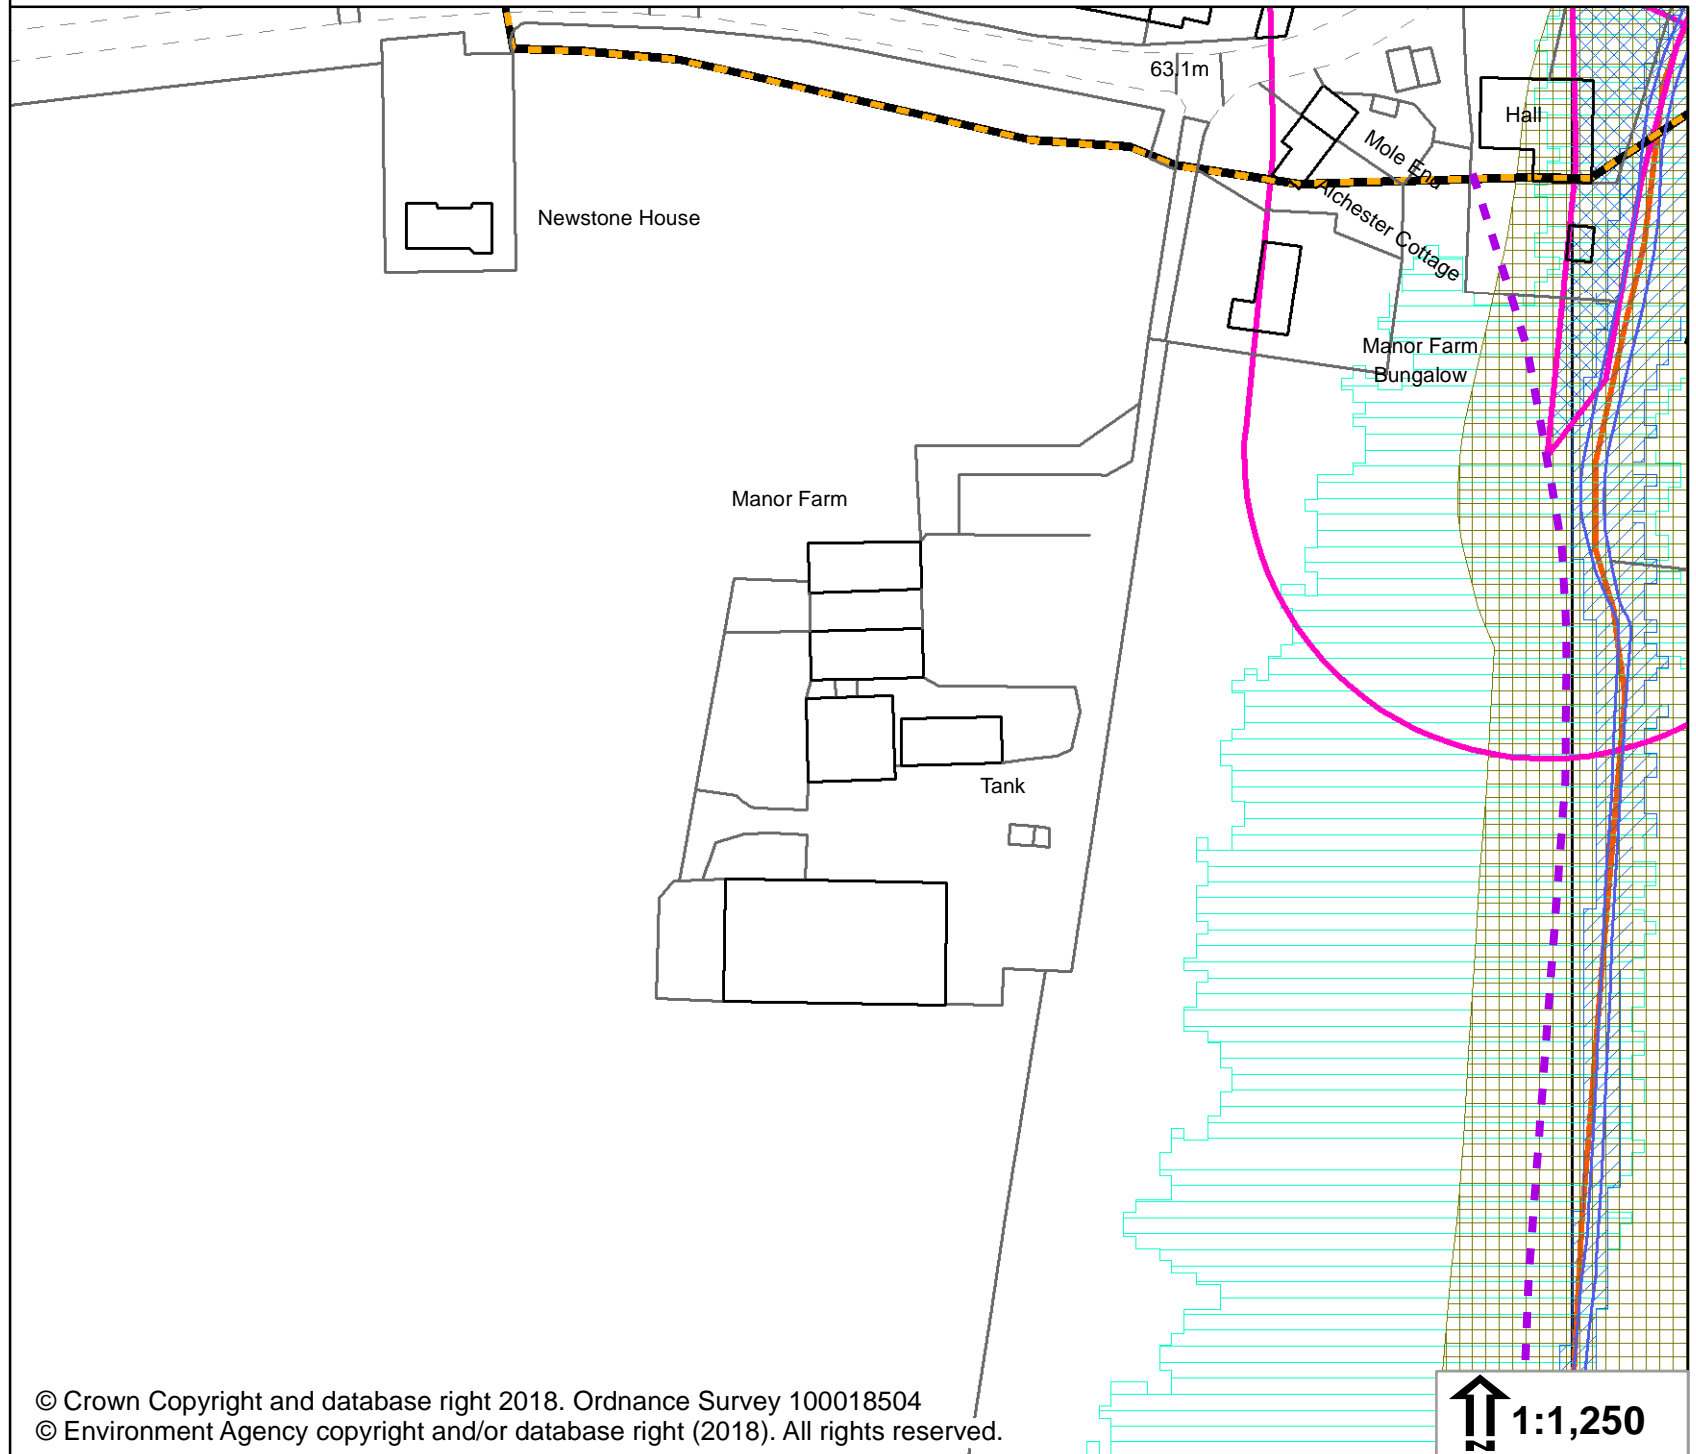 63.1m
Hall
Mole End
Alchester Cottage
Newstone House
Manor Farm
Bungalow
Manor Farm
Tank
© Crown Copyright and database right 2018. Ordnance Survey 100018504
© Environment Agency copyright and/or database right (2018). All rights reserved.
N
1:1,250